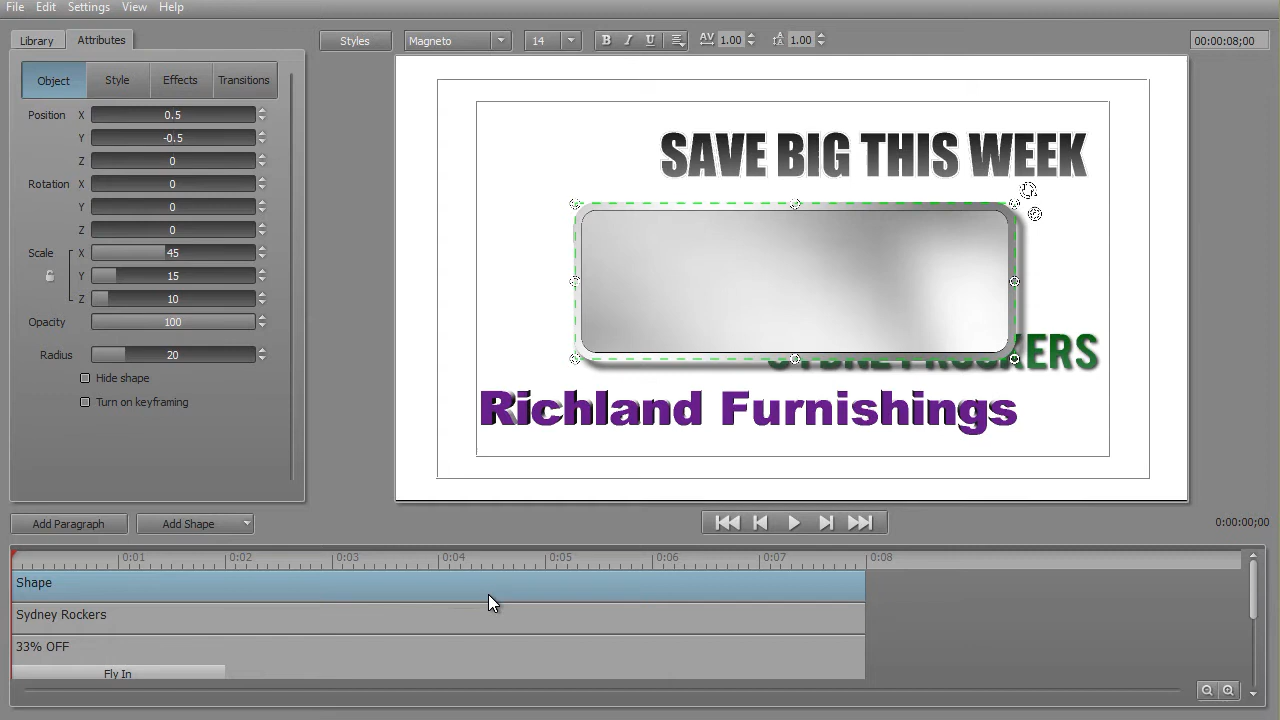 File Edit Settings View Help
Library Attributes Styles Magneto 14 B I U AV 1.00 A 1.00 00:00:08;00
Object Style Effects Transitions
Position X 0.5
Y -0.5
Z 0
Rotation X 0
Y 0
Z 0
Scale X 45
Y 15
Z 10
Opacity 100
Radius 20
Hide shape
Turn on keyframing
SAVE BIG THIS WEEK
SYDNEY ROCKERS
Richland Furnishings
Add Paragraph Add Shape 0:00:00;00
0:01 0:02 0:03 0:04 0:05 0:06 0:07 0:08
Shape
Sydney Rockers
33% OFF
Fly In